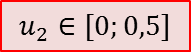 u₂ ∈ [0; 0,5]